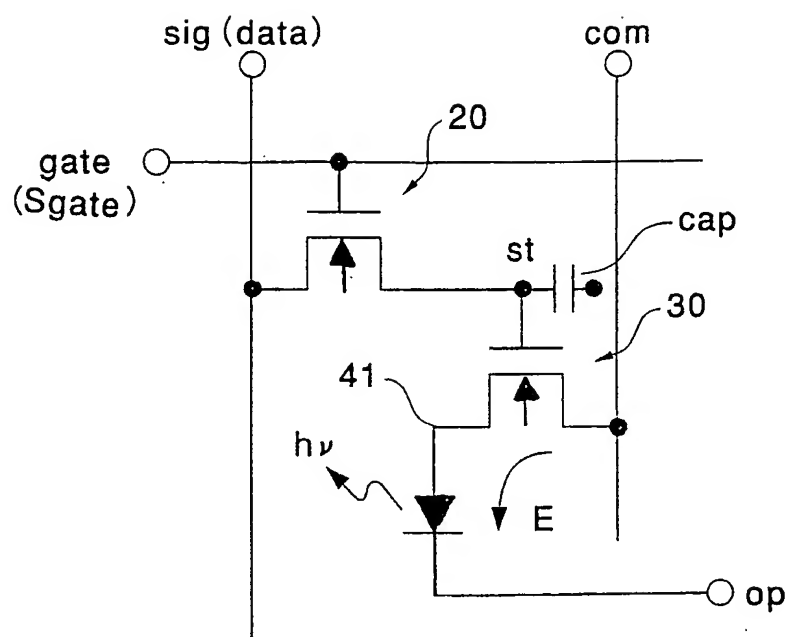 sig (data)
com
20
gate
(Sgate)
cap
st
30
41
hν
E
op